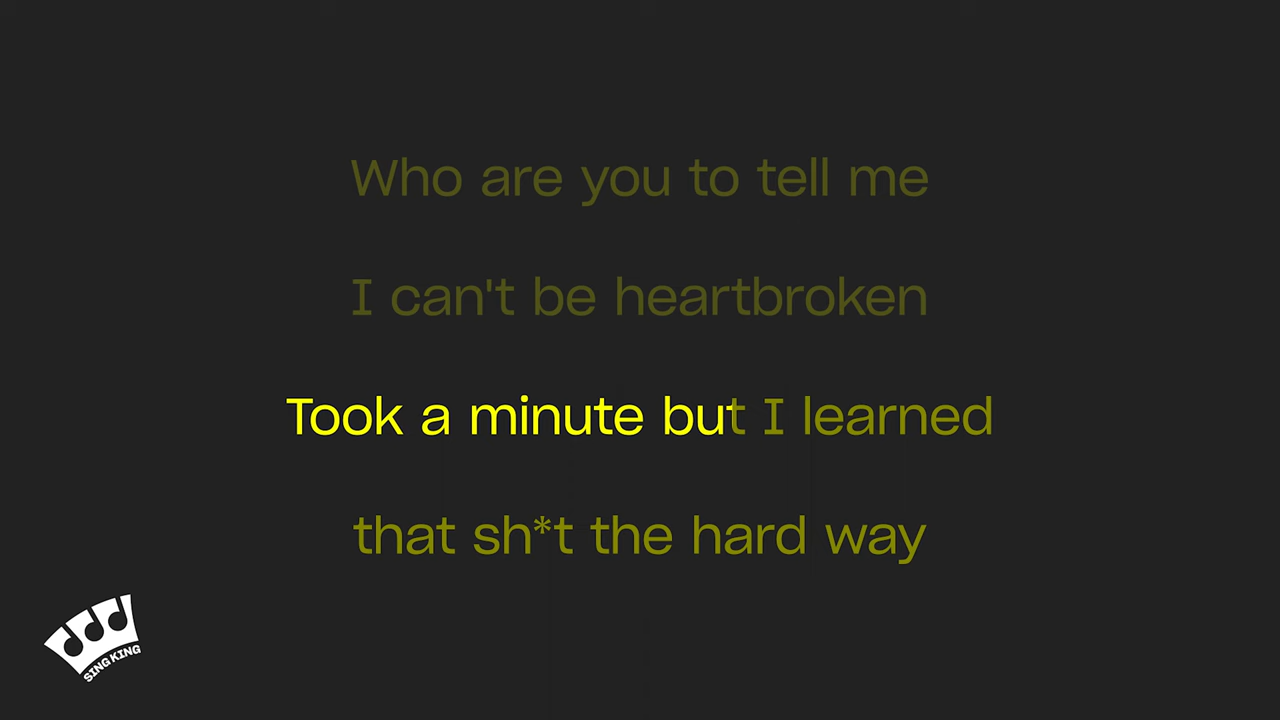 Who are you to tell me
I can't be heartbroken
Took a minute but I learned
that sh*t the hard way
SING KING